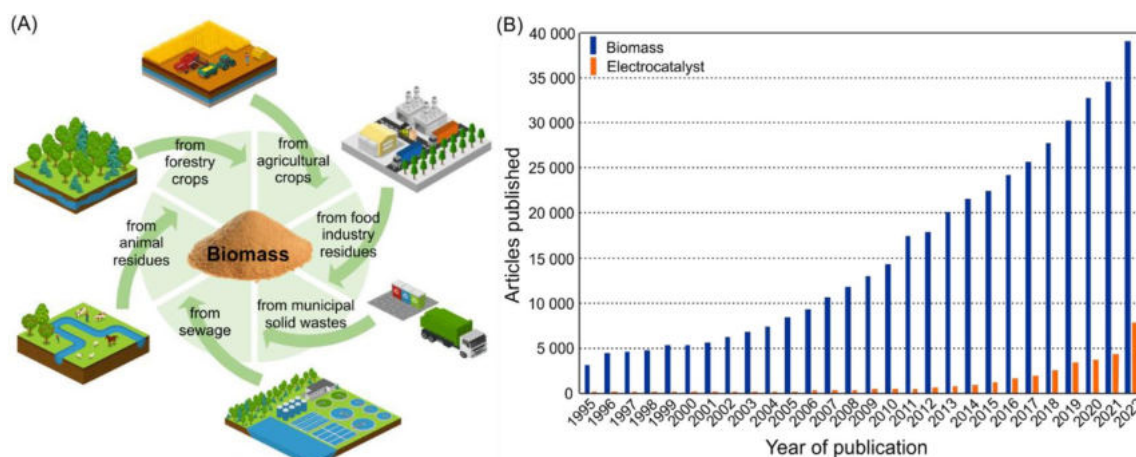 (A)
from
forestry
crops
from
agricultural
crops
from
animal
residues
Biomass
from food
industry
residues
from
sewage
from municipal
solid wastes
(B)
Articles published
40 000
35 000
30 000
25 000
20 000
15 000
10 000
5 000
0
Biomass
Electrocatalyst
1995
1996
1997
1998
1999
2000
2001
2002
2003
2004
2005
2006
2007
2008
2009
2010
2011
2012
2013
2014
2015
2016
2017
2018
2019
2020
2021
2022
Year of publication